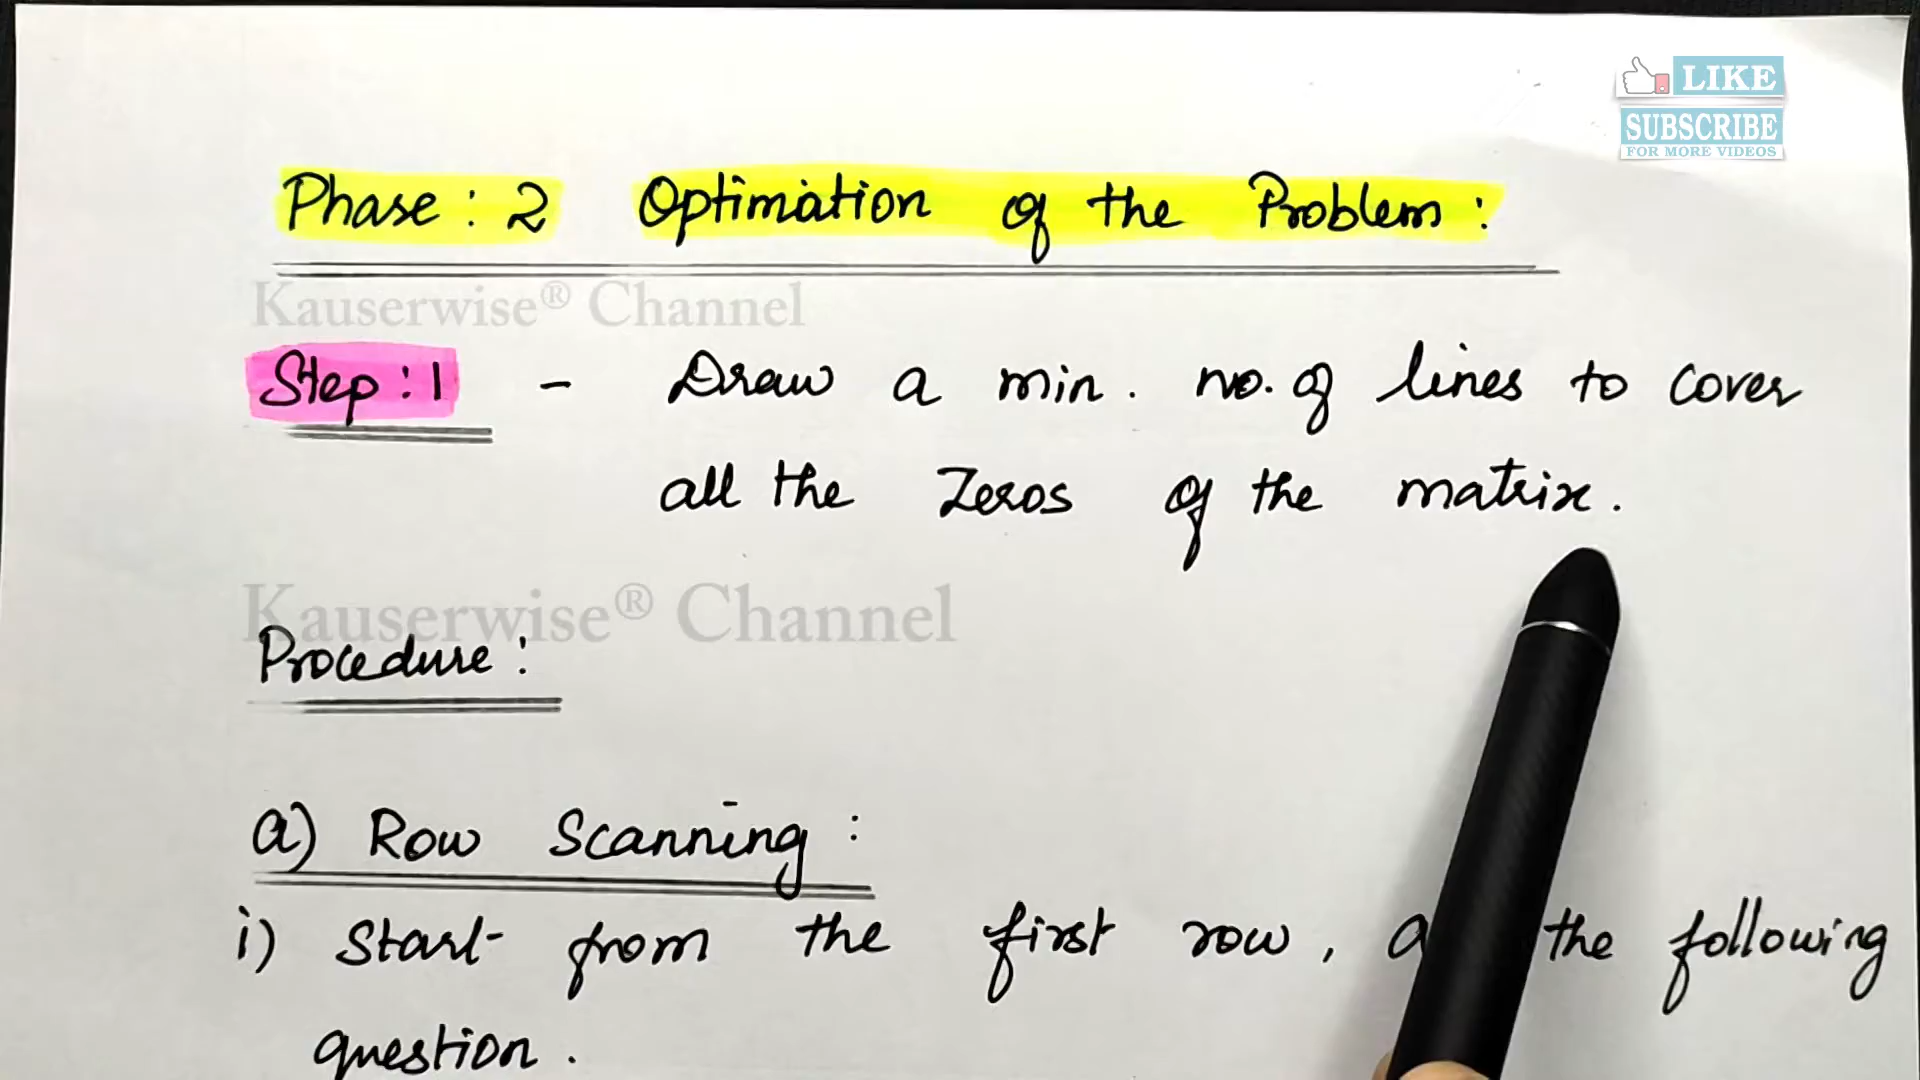 LIKE
SUBSCRIBE
FOR MORE VIDEOS
Phase : 2 Optimation of the Problem :
Kauserwise® Channel
Step : 1 - Draw a min. no. of lines to cover
all the Zeros of the matrix.
Kauserwise® Channel
Procedure :
a) Row Scanning :
i) Start from the first row, the following
question.